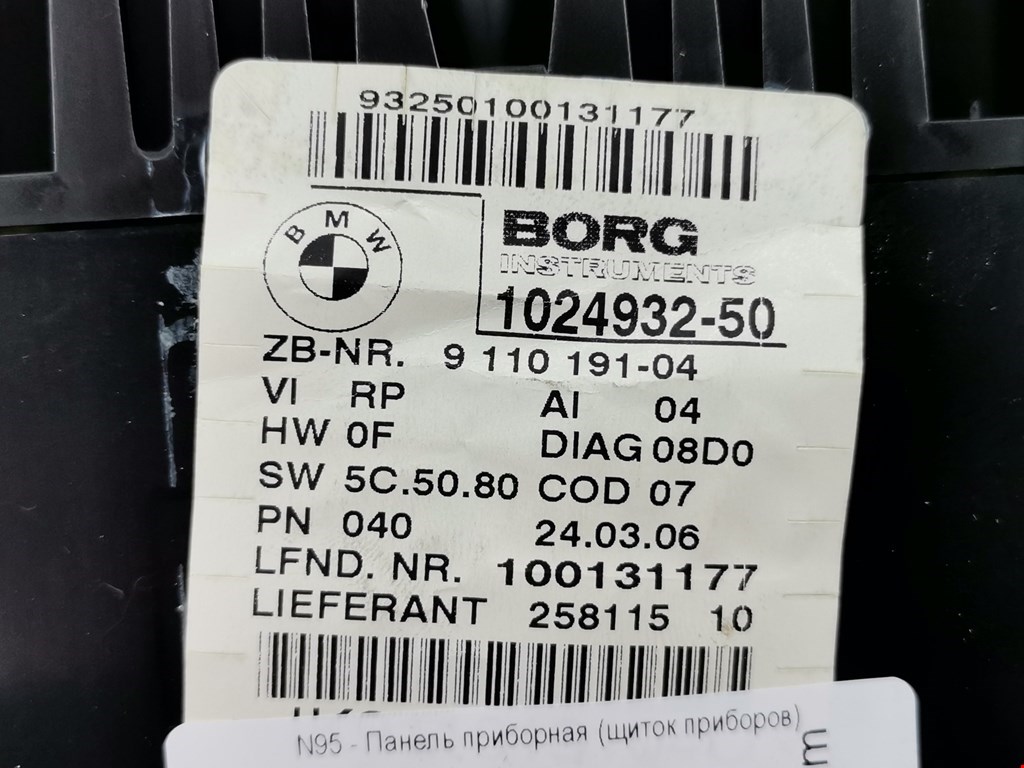 93250100131177
BMW
BORG
INSTRUMENTS
1024932-50
ZB-NR. 9 110 191-04
VI RP AI 04
HW 0F DIAG 08D0
SW 5C.50.80 COD 07
PN 040 24.03.06
LFND. NR. 100131177
LIEFERANT 258115 10
N95 - Панель приборная (щиток приборов)
m